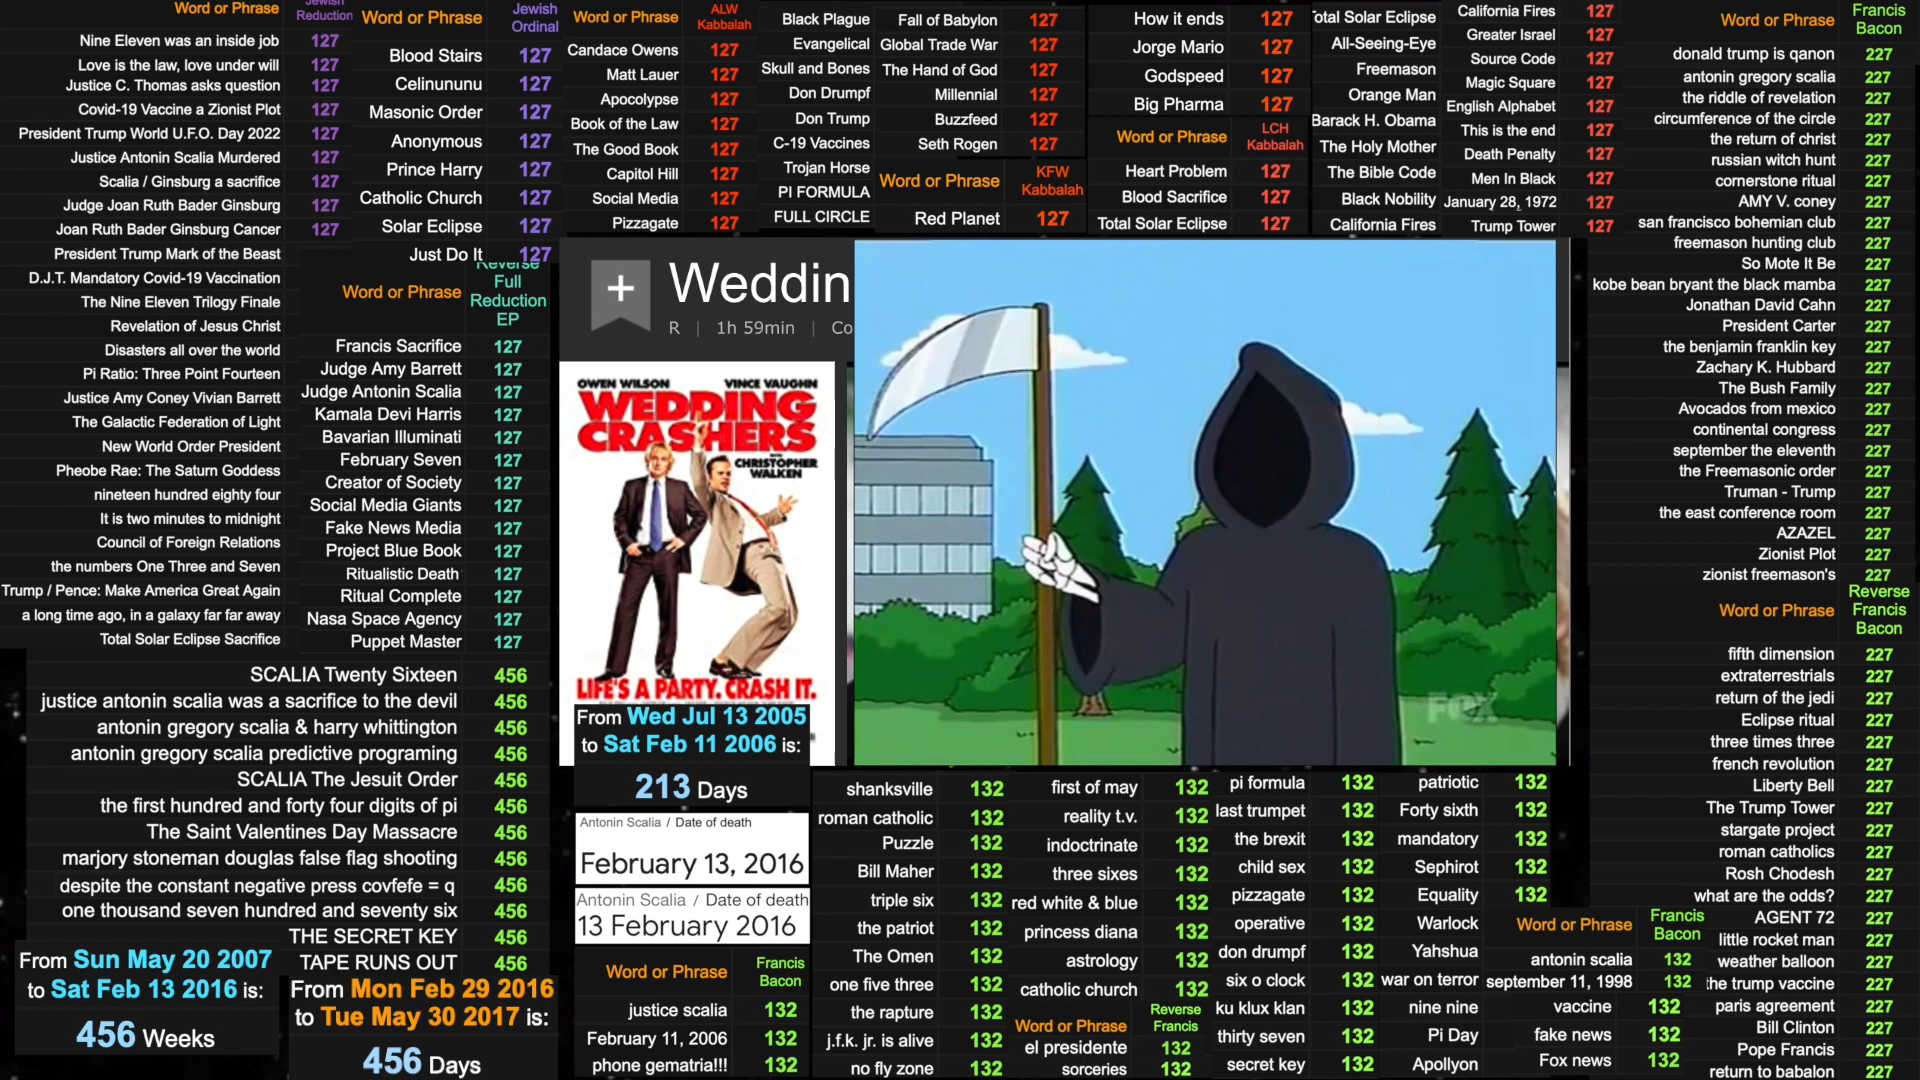 Word or Phrase
Jewish
Reduction
Nine Eleven was an inside job 127
Love is the law, love under will 127
Justice C. Thomas asks question 127
Covid-19 Vaccine a Zionist Plot 127
President Trump World U.F.O. Day 2022 127
Justice Antonin Scalia Murdered 127
Scalia / Ginsburg a sacrifice 127
Judge Joan Ruth Bader Ginsburg 127
Joan Ruth Bader Ginsburg Cancer 127
President Trump Mark of the Beast
D.J.T. Mandatory Covid-19 Vaccination
The Nine Eleven Trilogy Finale
Revelation of Jesus Christ
Disasters all over the world
Pi Ratio: Three Point Fourteen
Justice Amy Coney Vivian Barrett
The Galactic Federation of Light
New World Order President
Pheobe Rae: The Saturn Goddess
nineteen hundred eighty four
It is two minutes to midnight
Council of Foreign Relations
the numbers One Three and Seven
Trump / Pence: Make America Great Again
a long time ago, in a galaxy far far away
Total Solar Eclipse Sacrifice
Word or Phrase
Jewish
Ordinal
Blood Stairs 127
Celinununu 127
Masonic Order 127
Anonymous 127
Prince Harry 127
Catholic Church 127
Solar Eclipse 127
Just Do It 127
Word or Phrase
Reverse
Full
Reduction
EP
Francis Sacrifice 127
Judge Amy Barrett 127
Judge Antonin Scalia 127
Kamala Devi Harris 127
Bavarian Illuminati 127
February Seven 127
Creator of Society 127
Social Media Giants 127
Fake News Media 127
Project Blue Book 127
Ritualistic Death 127
Ritual Complete 127
Nasa Space Agency 127
Puppet Master 127
SCALIA Twenty Sixteen 456
justice antonin scalia was a sacrifice to the devil 456
antonin gregory scalia & harry whittington 456
antonin gregory scalia predictive programing 456
SCALIA The Jesuit Order 456
the first hundred and forty four digits of pi 456
The Saint Valentines Day Massacre 456
marjory stoneman douglas false flag shooting 456
despite the constant negative press covfefe = q 456
one thousand seven hundred and seventy six 456
THE SECRET KEY 456
TAPE RUNS OUT 456
From Sun May 20 2007
to Sat Feb 13 2016 is:
456 Weeks
From Mon Feb 29 2016
to Tue May 30 2017 is:
456 Days
Word or Phrase
ALW
Kabbalah
Candace Owens 127
Matt Lauer 127
Apocolypse 127
Book of the Law 127
The Good Book 127
Capitol Hill 127
Social Media 127
Pizzagate 127
Black Plague
Evangelical
Skull and Bones
Don Drumpf
Don Trump
C-19 Vaccines
Trojan Horse
PI FORMULA
FULL CIRCLE
Fall of Babylon 127
Global Trade War 127
The Hand of God 127
Millennial 127
Buzzfeed 127
Seth Rogen 127
Word or Phrase
KFW
Kabbalah
Red Planet 127
How it ends 127
Jorge Mario 127
Godspeed 127
Big Pharma 127
Word or Phrase
LCH
Kabbalah
Heart Problem 127
Blood Sacrifice 127
Total Solar Eclipse 127
Total Solar Eclipse
All-Seeing-Eye
Freemason
Orange Man
Barack H. Obama
The Holy Mother
The Bible Code
Black Nobility
California Fires
California Fires 127
Greater Israel 127
Source Code 127
Magic Square 127
English Alphabet 127
This is the end 127
Death Penalty 127
Men In Black 127
January 28, 1972 127
Trump Tower 127
+ Weddin
R | 1h 59min | Co
OWEN WILSON VINCE VAUGHN
WEDDING
CRASHERS
WITH
CHRISTOPHER
WALKEN
LIFE'S A PARTY. CRASH IT.
From Wed Jul 13 2005
to Sat Feb 11 2006 is:
213 Days
Antonin Scalia / Date of death
February 13, 2016
Antonin Scalia / Date of death
13 February 2016
Word or Phrase
Francis
Bacon
justice scalia 132
February 11, 2006 132
phone gematria!!! 132
FOX
shanksville 132
roman catholic 132
Puzzle 132
Bill Maher 132
triple six 132
the patriot 132
The Omen 132
one five three 132
the rapture 132
j.f.k. jr. is alive 132
no fly zone 132
first of may 132
reality t.v. 132
indoctrinate 132
three sixes 132
red white & blue 132
princess diana 132
astrology 132
catholic church 132
Word or Phrase
Reverse
Francis
el presidente 132
sorceries 132
pi formula 132
last trumpet 132
the brexit 132
child sex 132
pizzagate 132
operative 132
don drumpf 132
six o clock 132
ku klux klan 132
thirty seven 132
secret key 132
patriotic 132
Forty sixth 132
mandatory 132
Sephirot 132
Equality 132
Warlock
Yahshua
war on terror
nine nine
Pi Day
Apollyon
Word or Phrase
Francis
Bacon
antonin scalia 132
september 11, 1998 132
vaccine 132
fake news 132
Fox news 132
Word or Phrase
Francis
Bacon
donald trump is qanon 227
antonin gregory scalia 227
the riddle of revelation 227
circumference of the circle 227
the return of christ 227
russian witch hunt 227
cornerstone ritual 227
AMY V. coney 227
san francisco bohemian club 227
freemason hunting club 227
So Mote It Be 227
kobe bean bryant the black mamba 227
Jonathan David Cahn 227
President Carter 227
the benjamin franklin key 227
Zachary K. Hubbard 227
The Bush Family 227
Avocados from mexico 227
continental congress 227
september the eleventh 227
the Freemasonic order 227
Truman - Trump 227
the east conference room 227
AZAZEL 227
Zionist Plot 227
zionist freemason's 227
Word or Phrase
Reverse
Francis
Bacon
fifth dimension 227
extraterrestrials 227
return of the jedi 227
Eclipse ritual 227
three times three 227
french revolution 227
Liberty Bell 227
The Trump Tower 227
stargate project 227
roman catholics 227
Rosh Chodesh 227
what are the odds? 227
AGENT 72 227
little rocket man 227
weather balloon 227
the trump vaccine 227
paris agreement 227
Bill Clinton 227
Pope Francis 227
return to babalon 227